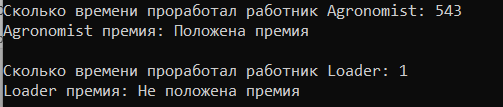 Сколько времени проработал работник Agronomist: 543
Agronomist премия: Положена премия
Сколько времени проработал работник Loader: 1
Loader премия: Не положена премия